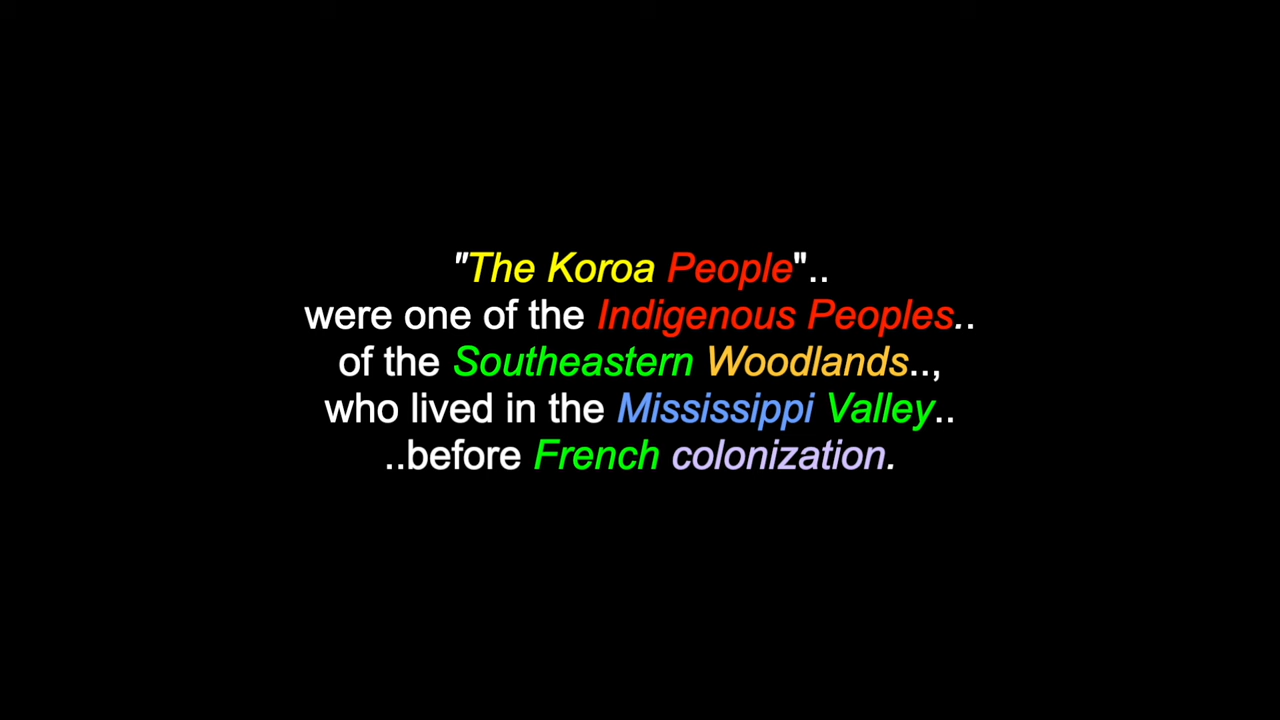 "The Koroa People"..
were one of the Indigenous Peoples..
of the Southeastern Woodlands..,
who lived in the Mississippi Valley..
..before French colonization.